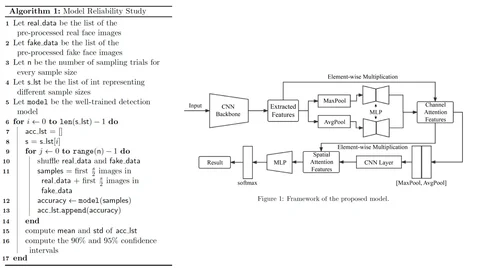 Algorithm 1: Model Reliability Study
1 Let real_data be the list of the
pre-processed real face images
2 Let fake_data be the list of the
pre-processed fake face images
3 Let n be the number of sampling trials for
every sample size
4 Let s_lst be the list of int representing
different sample sizes
5 Let model be the well-trained detection
model
6 for i ← 0 to len(s_lst) − 1 do
7 acc_lst = []
8 s = s_lst[i]
9 for j ← 0 to range(n) − 1 do
10 shuffle real_data and fake_data
11 samples = first s/2 images in
real_data + first s/2 images in
fake_data
12 accuracy ← model(samples)
13 acc_lst.append(accuracy)
14 end
15 compute mean and std of acc_lst
16 compute the 90% and 95% confidence
intervals
17 end
Element-wise Multiplication
Input
CNN
Backbone
Extracted
Features
MaxPool
AvgPool
MLP
Channel
Attention
Features
Element-wise Multiplication
Result
softmax
MLP
Spatial
Attention
Features
CNN Layer
[MaxPool, AvgPool]
Figure 1: Framework of the proposed model.